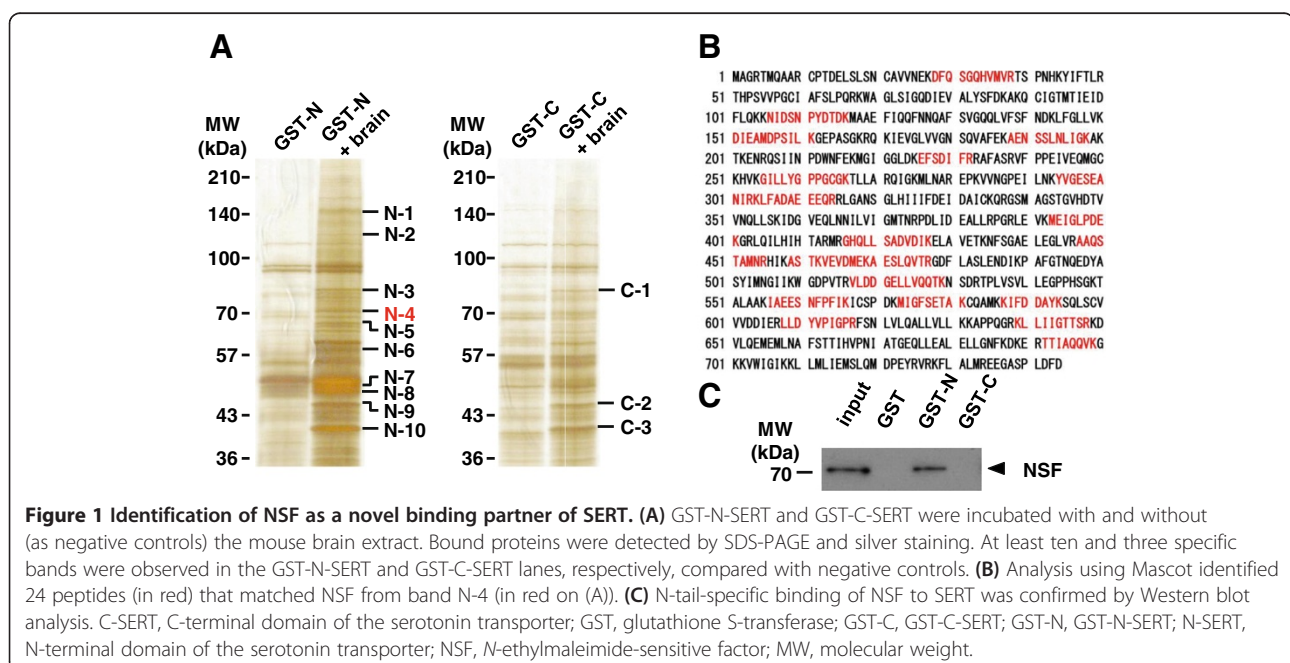 A
MW
(kDa)
GST-N
GST-N
+ brain
210
140
100
70
57
43
36
N-1
N-2
N-3
N-4
N-5
N-6
N-7
N-8
N-9
N-10
MW
(kDa)
GST-C
GST-C
+ brain
210
140
100
70
57
43
36
C-1
C-2
C-3
B
1 MAGRTMQAAR CPTDELSLSN CAVVNEKDFQ SGQHVMVRTS PNHKYIFTLR
51 THPSVVPGCI AFSLPQRKWA GLSIGQDIEV ALYSFDKAKQ CIGTMTIEID
101 FLQKKNIDSN PYDTDKMAAE FIQQFNNQAF SVGQQLVFSF NDKLFGLLVK
151 DIEAMDPSIL KGEPASGKRQ KIEVGLVVGN SQVAFEKAEN SSLNLIGKAK
201 TKENRQSIIN PDWNFEKMGI GGLDKEFSDI FRRAFASRVF PPEIVEQMGC
251 KHVKGILLYG PPGCGKTLLA RQIGKMLNAR EPKVVNGPEI LNKYVGESEA
301 NIRKLFADAE EEQRRLGANS GLHIIIFDEI DAICKQRGSM AGSTGVHDTV
351 VNQLLSKIDG VEQLNNILVI GMTNRPDLID EALLRPGRLE VKMEIGLPDE
401 KGRLQILHIH TARMRGHQLL SADVDIKELA VETKNFSGAE LEGLVRAAQS
451 TAMNRHIKAS TKVEVDMEKA ESLQVTRGDF LASLENDIKP AFGTNQEDYA
501 SYIMNGIIKW GDPVTRVLDD GELLVQQTKN SDRTPLVSVL LEGPPHSGKT
551 ALAAKIAEES NFPFIKICSP DKMIGFSETA KCQAMKKIFD DAYKSQLSCV
601 VVDDIERLLD YVPIGPRFSN LVLQALLVLL KKAPPQGRKL LIIGTTSRKD
651 VLQEMEMLNA FSTTIHVPNI ATGEQLLEAL ELLGNFKDKE RTTIAQQVKG
701 KKVWIGIKKL LMLIEMSLQM DPEYRVRKFL ALMREEGASP LDFD
C
MW
(kDa)
input
GST
GST-N
GST-C
70
NSF
Figure 1 Identification of NSF as a novel binding partner of SERT. (A) GST-N-SERT and GST-C-SERT were incubated with and without
(as negative controls) the mouse brain extract. Bound proteins were detected by SDS-PAGE and silver staining. At least ten and three specific
bands were observed in the GST-N-SERT and GST-C-SERT lanes, respectively, compared with negative controls. (B) Analysis using Mascot identified
24 peptides (in red) that matched NSF from band N-4 (in red on (A)). (C) N-tail-specific binding of NSF to SERT was confirmed by Western blot
analysis. C-SERT, C-terminal domain of the serotonin transporter; GST, glutathione S-transferase; GST-C, GST-C-SERT; GST-N, GST-N-SERT; N-SERT,
N-terminal domain of the serotonin transporter; NSF, N-ethylmaleimide-sensitive factor; MW, molecular weight.